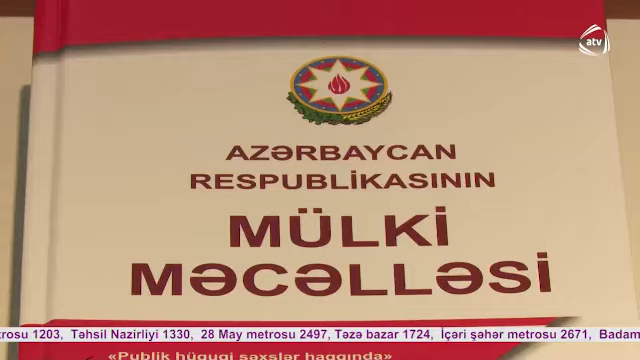 atv
AZƏRBAYCAN
RESPUBLİKASININ
MÜLKİ
MƏCƏLLƏSİ
trosu 1203, Təhsil Nazirliyi 1330, 28 May metrosu 2497, Təzə bazar 1724, İçəri şəhər metrosu 2671, Badam
«Publik hüquqi şəxslər haqqında»